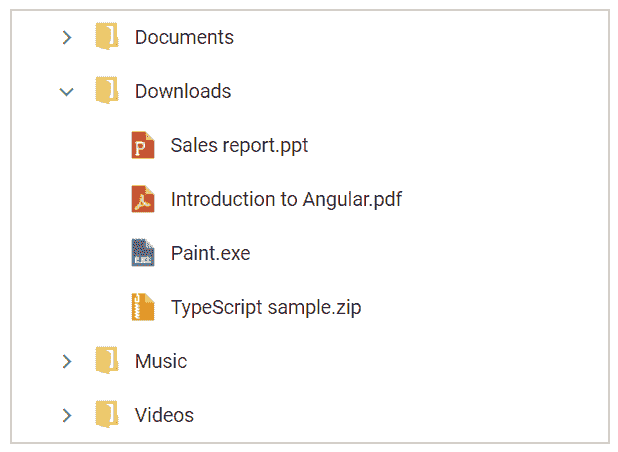 Documents
Downloads
Sales report.ppt
Introduction to Angular.pdf
Paint.exe
TypeScript sample.zip
Music
Videos